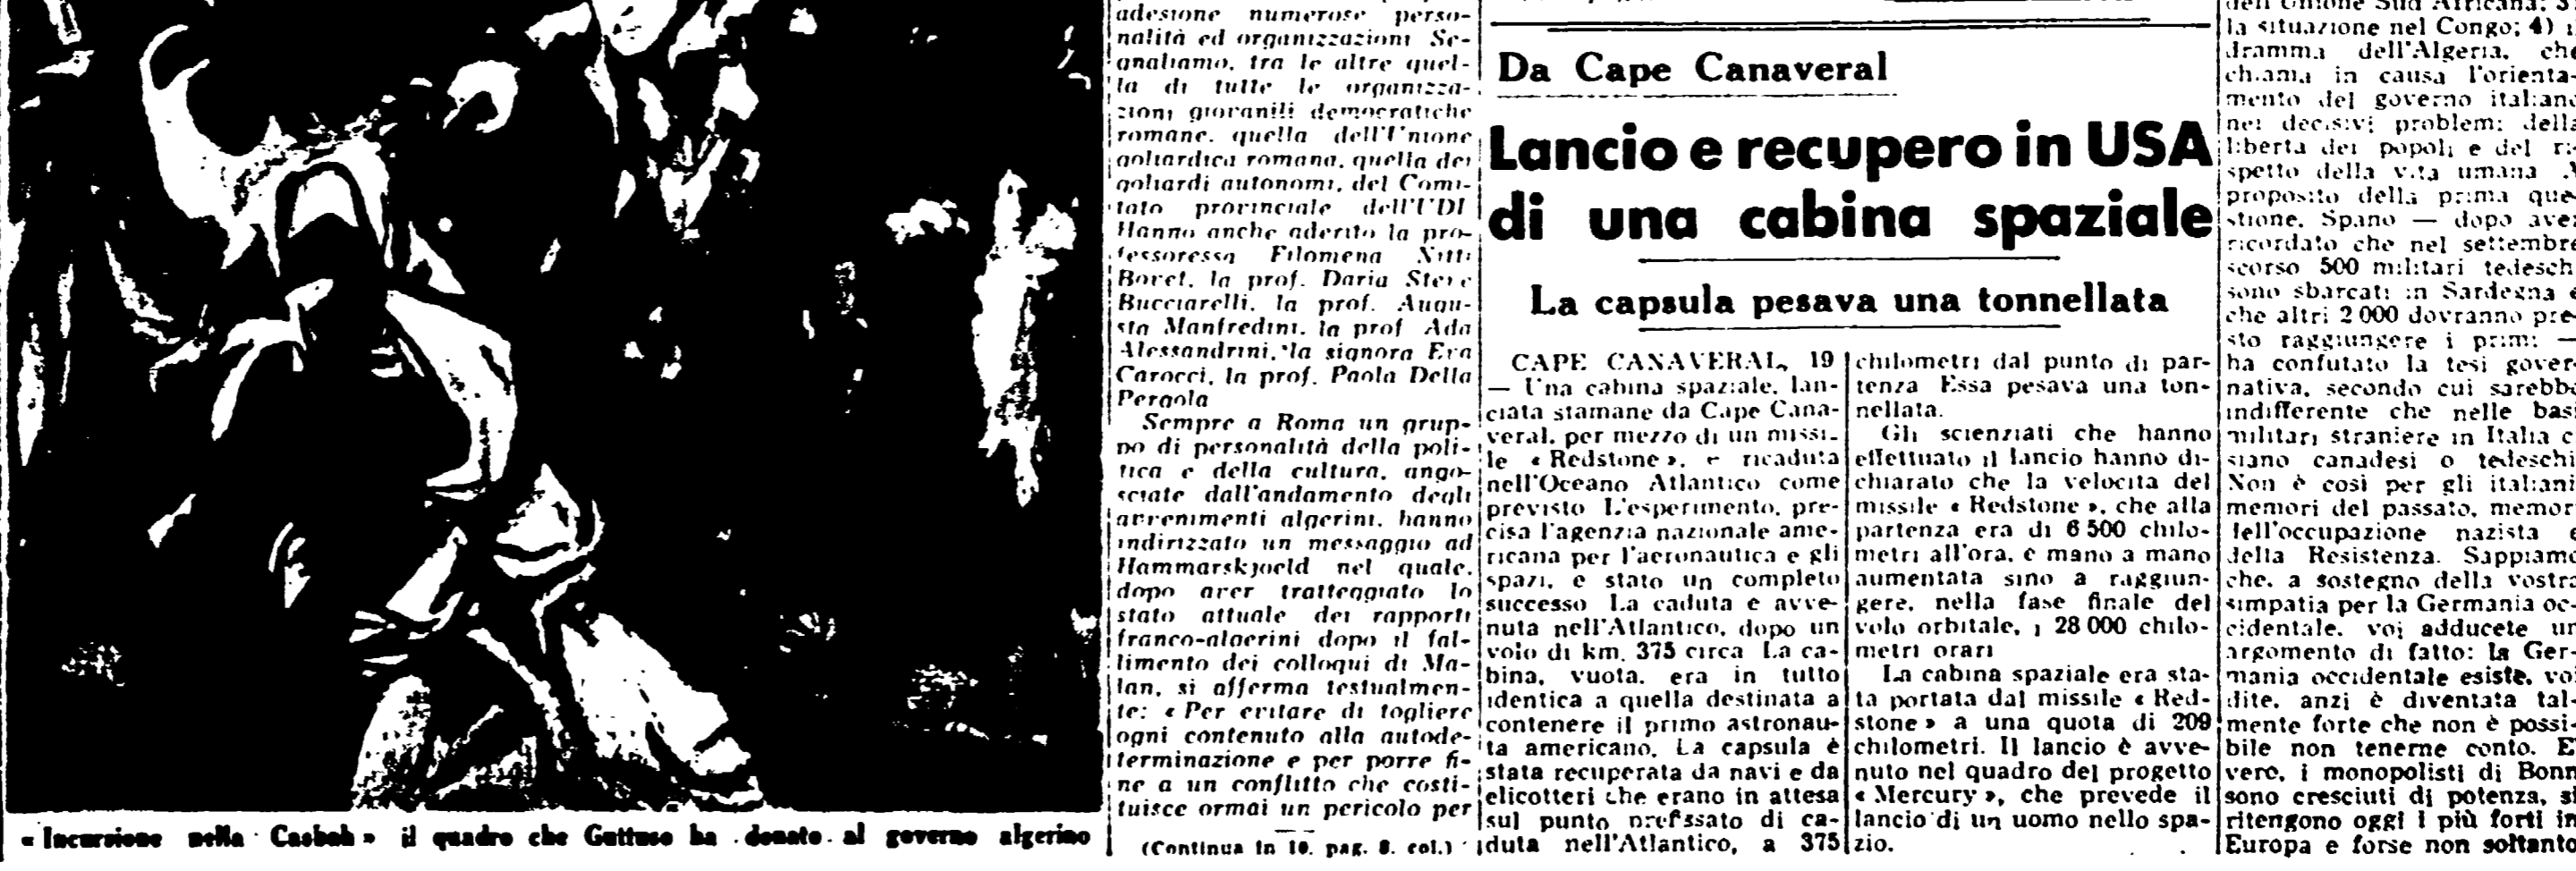 « Incursione nella Casbah » il quadro che Guttuso ha donato al governo algerino
adesione numerose perso-
nalità ed organizzazioni Se-
gnaliamo, tra le altre quel-
la di tutte le organizza-
zioni giovanili democratiche
romane, quella dell'Unione
goliardica romana, quella dei
goliardi autonomi, del Comi-
tato provinciale dell'UDI
Hanno anche aderito la pro-
fessoressa Filomena Nitti
Bovet, la prof. Daria Steve
Bucciarelli, la prof. Augu-
sta Manfredini, la prof Ada
Alessandrini, la signora Eva
Carocci, la prof. Paola Della
Pergola
Sempre a Roma un grup-
po di personalità della poli-
tica e della cultura, ango-
sciate dall'andamento degli
avvenimenti algerini, hanno
indirizzato un messaggio ad
Hammarskjoeld nel quale,
dopo aver tratteggiato lo
stato attuale dei rapporti
franco-algerini dopo il fal-
limento dei colloqui di Me-
lun, si afferma testualmen-
te: « Per evitare di togliere
ogni contenuto alla autode-
terminazione e per porre fi-
ne a un conflitto che costi-
tuisce ormai un pericolo per
(Continua in 10. pag. 8. col.)
Da Cape Canaveral
Lancio e recupero in USA
di una cabina spaziale
La capsula pesava una tonnellata
CAPE CANAVERAL, 19
— Una cabina spaziale, lan-
ciata stamane da Cape Cana-
veral, per mezzo di un missi-
le « Redstone », e ricaduta
nell'Oceano Atlantico come
previsto L'esperimento, pre-
cisa l'agenzia nazionale ame-
ricana per l'aeronautica e gli
spazi, e stato un completo
successo La caduta e avve-
nuta nell'Atlantico, dopo un
volo di km. 375 circa La ca-
bina, vuota, era in tutto
identica a quella destinata a
contenere il primo astronau-
ta americano. La capsula è
stata recuperata da navi e da
elicotteri che erano in attesa
sul punto prefissato di ca-
duta nell'Atlantico, a 375
chilometri dal punto di par-
tenza Essa pesava una ton-
nellata.
Gli scienziati che hanno
effettuato il lancio hanno di-
chiarato che la velocità del
missile « Redstone », che alla
partenza era di 6 500 chilo-
metri all'ora, è mano a mano
aumentata sino a raggiun-
gere, nella fase finale del
volo orbitale, i 28 000 chilo-
metri orari
La cabina spaziale era sta-
ta portata dal missile « Red-
stone » a una quota di 209
chilometri. Il lancio è avve-
nuto nel quadro del progetto
« Mercury », che prevede il
lancio di un uomo nello spa-
zio.
dell'Unione Sud Africana; 3)
la situazione nel Congo; 4) il
dramma dell'Algeria, che
chiama in causa l'orienta-
mento del governo italiano
nei decisivi problemi della
libertà dei popoli e del ri-
spetto della vita umana A
proposito della prima que-
stione, Spano — dopo aver
ricordato che nel settembre
scorso 500 militari tedeschi
sono sbarcati in Sardegna e
che altri 2 000 dovranno pre-
sto raggiungere i primi —
ha confutato la tesi gover-
nativa, secondo cui sarebbe
indifferente che nelle basi
militari straniere in Italia ci
siano canadesi o tedeschi
Non è così per gli italiani
memori del passato, memori
dell'occupazione nazista e
della Resistenza. Sappiamo
che, a sostegno della vostra
simpatia per la Germania oc-
cidentale, voi adducete un
argomento di fatto: la Ger-
mania occidentale esiste, voi
dite, anzi è diventata tal-
mente forte che non è possi-
bile non tenerne conto. E'
vero, i monopolisti di Bonn
sono cresciuti di potenza, si
ritengono oggi i più forti in
Europa e forse non soltanto